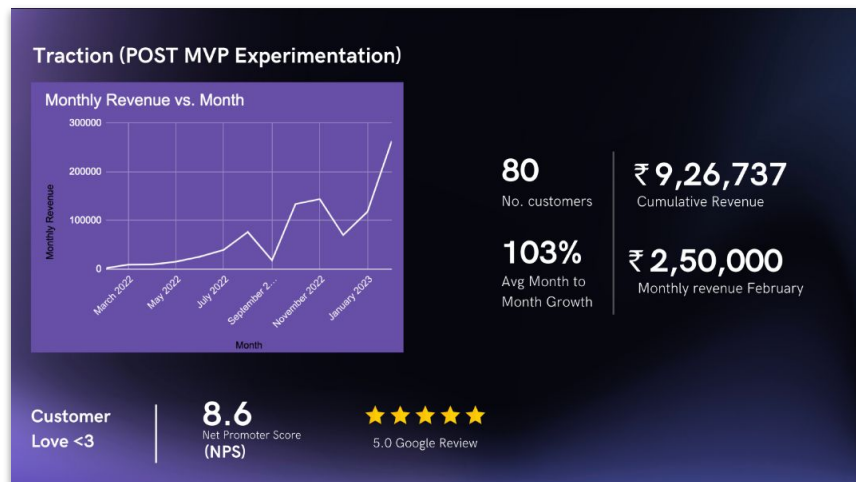 Traction (POST MVP Experimentation)
Monthly Revenue vs. Month
300000
200000
100000
0
Monthly Revenue
March 2022
May 2022
July 2022
September 2...
November 2022
January 2023
Month
80
No. customers
₹ 9,26,737
Cumulative Revenue
103%
Avg Month to
Month Growth
₹ 2,50,000
Monthly revenue February
Customer
Love <3
8.6
Net Promoter Score
(NPS)
5.0 Google Review